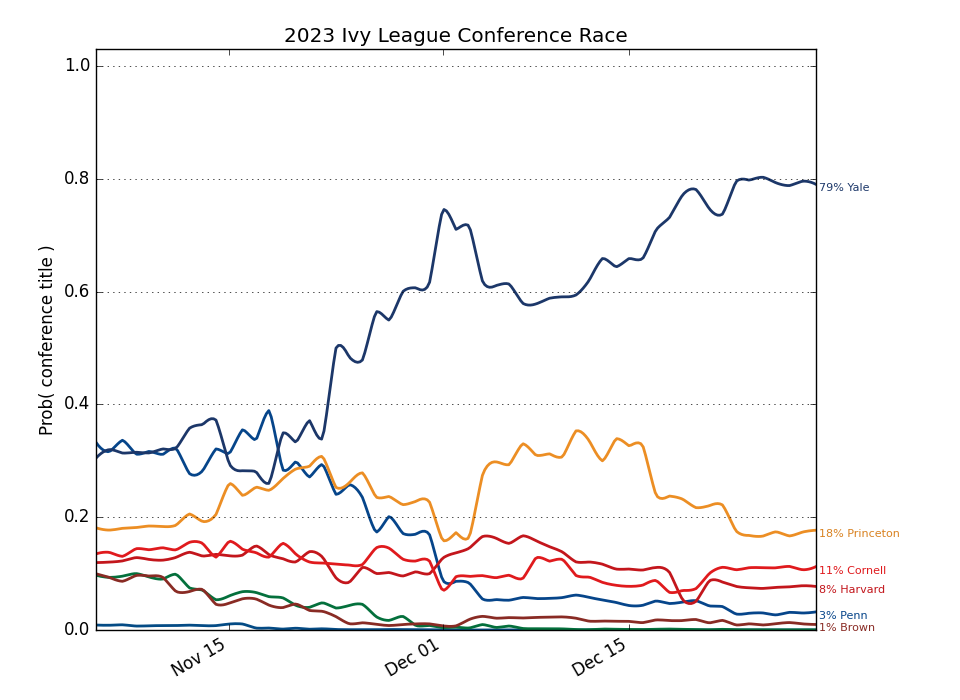 2023 Ivy League Conference Race
Prob( conference title )
1.0
0.8
0.6
0.4
0.2
0.0
Nov 15
Dec 01
Dec 15
79% Yale
18% Princeton
11% Cornell
8% Harvard
3% Penn
1% Brown